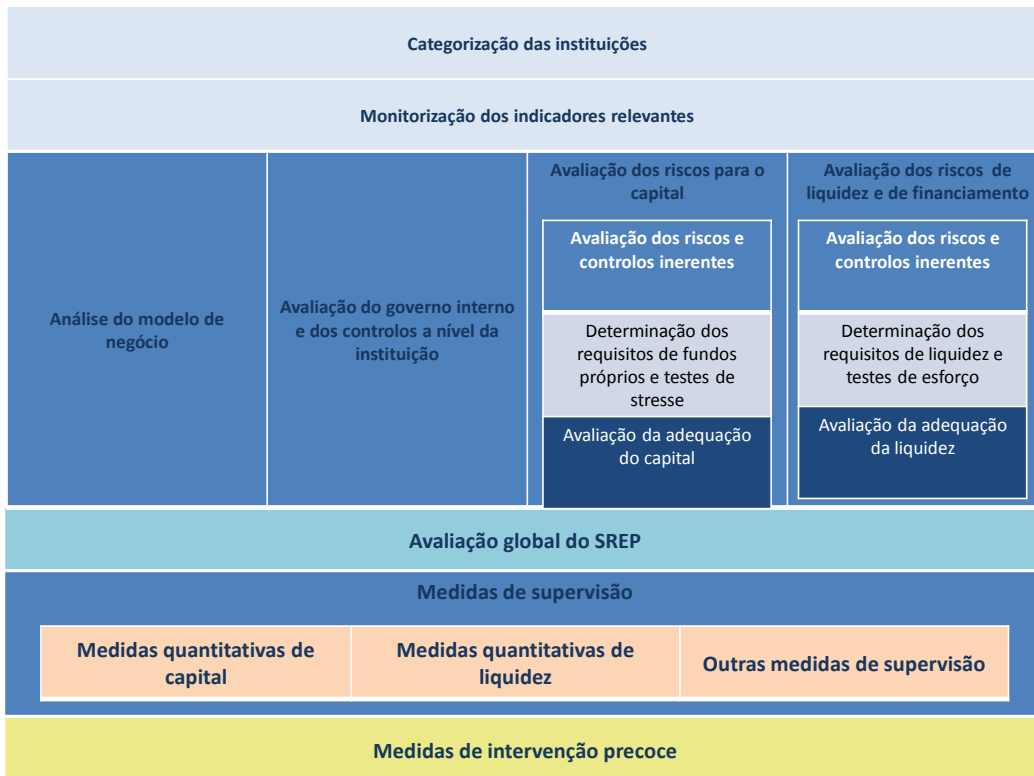 Categorização das instituições
Monitorização dos indicadores relevantes
Análise do modelo de
negócio
Avaliação do governo interno
e dos controlos a nível da
instituição
Avaliação dos riscos para o
capital
Avaliação dos riscos e
controlos inerentes
Determinação dos
requisitos de fundos
próprios e testes de
stresse
Avaliação da adequação
do capital
Avaliação dos riscos de
liquidez e de financiamento
Avaliação dos riscos e
controlos inerentes
Determinação dos
requisitos de liquidez e
testes de esforço
Avaliação da adequação
da liquidez
Avaliação global do SREP
Medidas de supervisão
Medidas quantitativas de
capital
Medidas quantitativas de
liquidez
Outras medidas de supervisão
Medidas de intervenção precoce